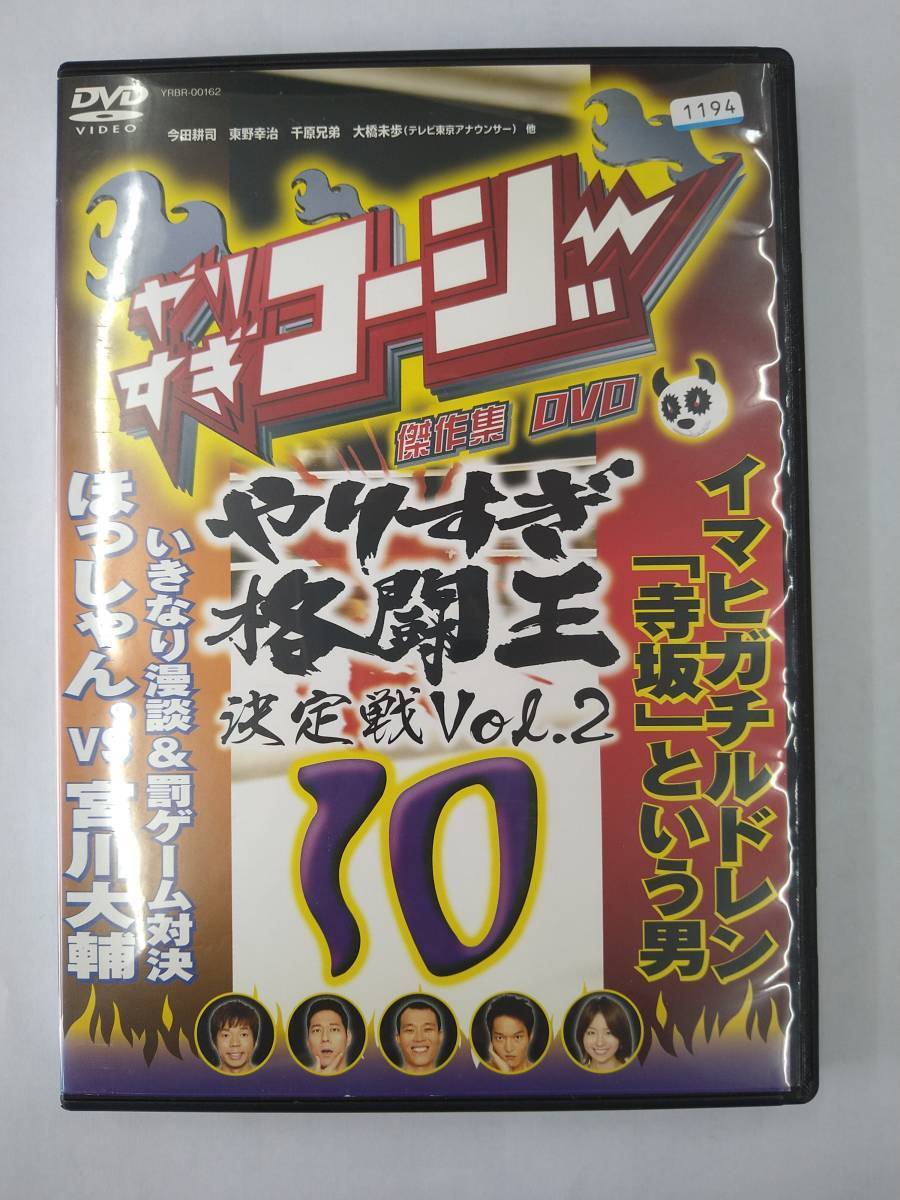 DVD
VIDEO
YRBR-00162
1194
今田耕司 東野幸治 千原兄弟 大橋未歩(テレビ東京アナウンサー) 他
やり
すぎ
コージー
傑作集 DVD
イマヒガチルドレン
「寺坂」という男
やりすぎ
格闘王
決定戦Vol.2
10
いきなり漫談&罰ゲーム対決
ほっしゃん。vs宮川大輔